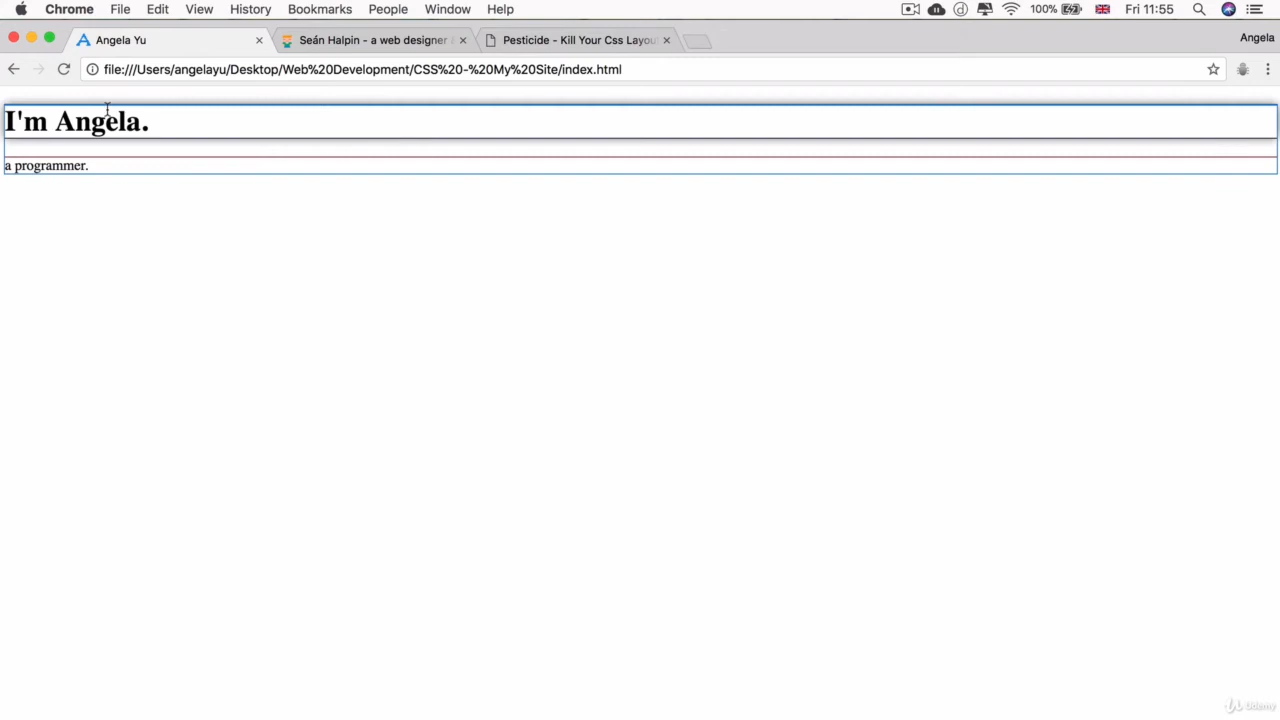 Chrome File Edit View History Bookmarks People Window Help 100% Fri 11:55
Angela Yu Seán Halpin - a web designer Pesticide - Kill Your Css Layou Angela
file:///Users/angelayu/Desktop/Web%20Development/CSS%20-%20My%20Site/index.html
I'm Angela.
a programmer.
Udemy